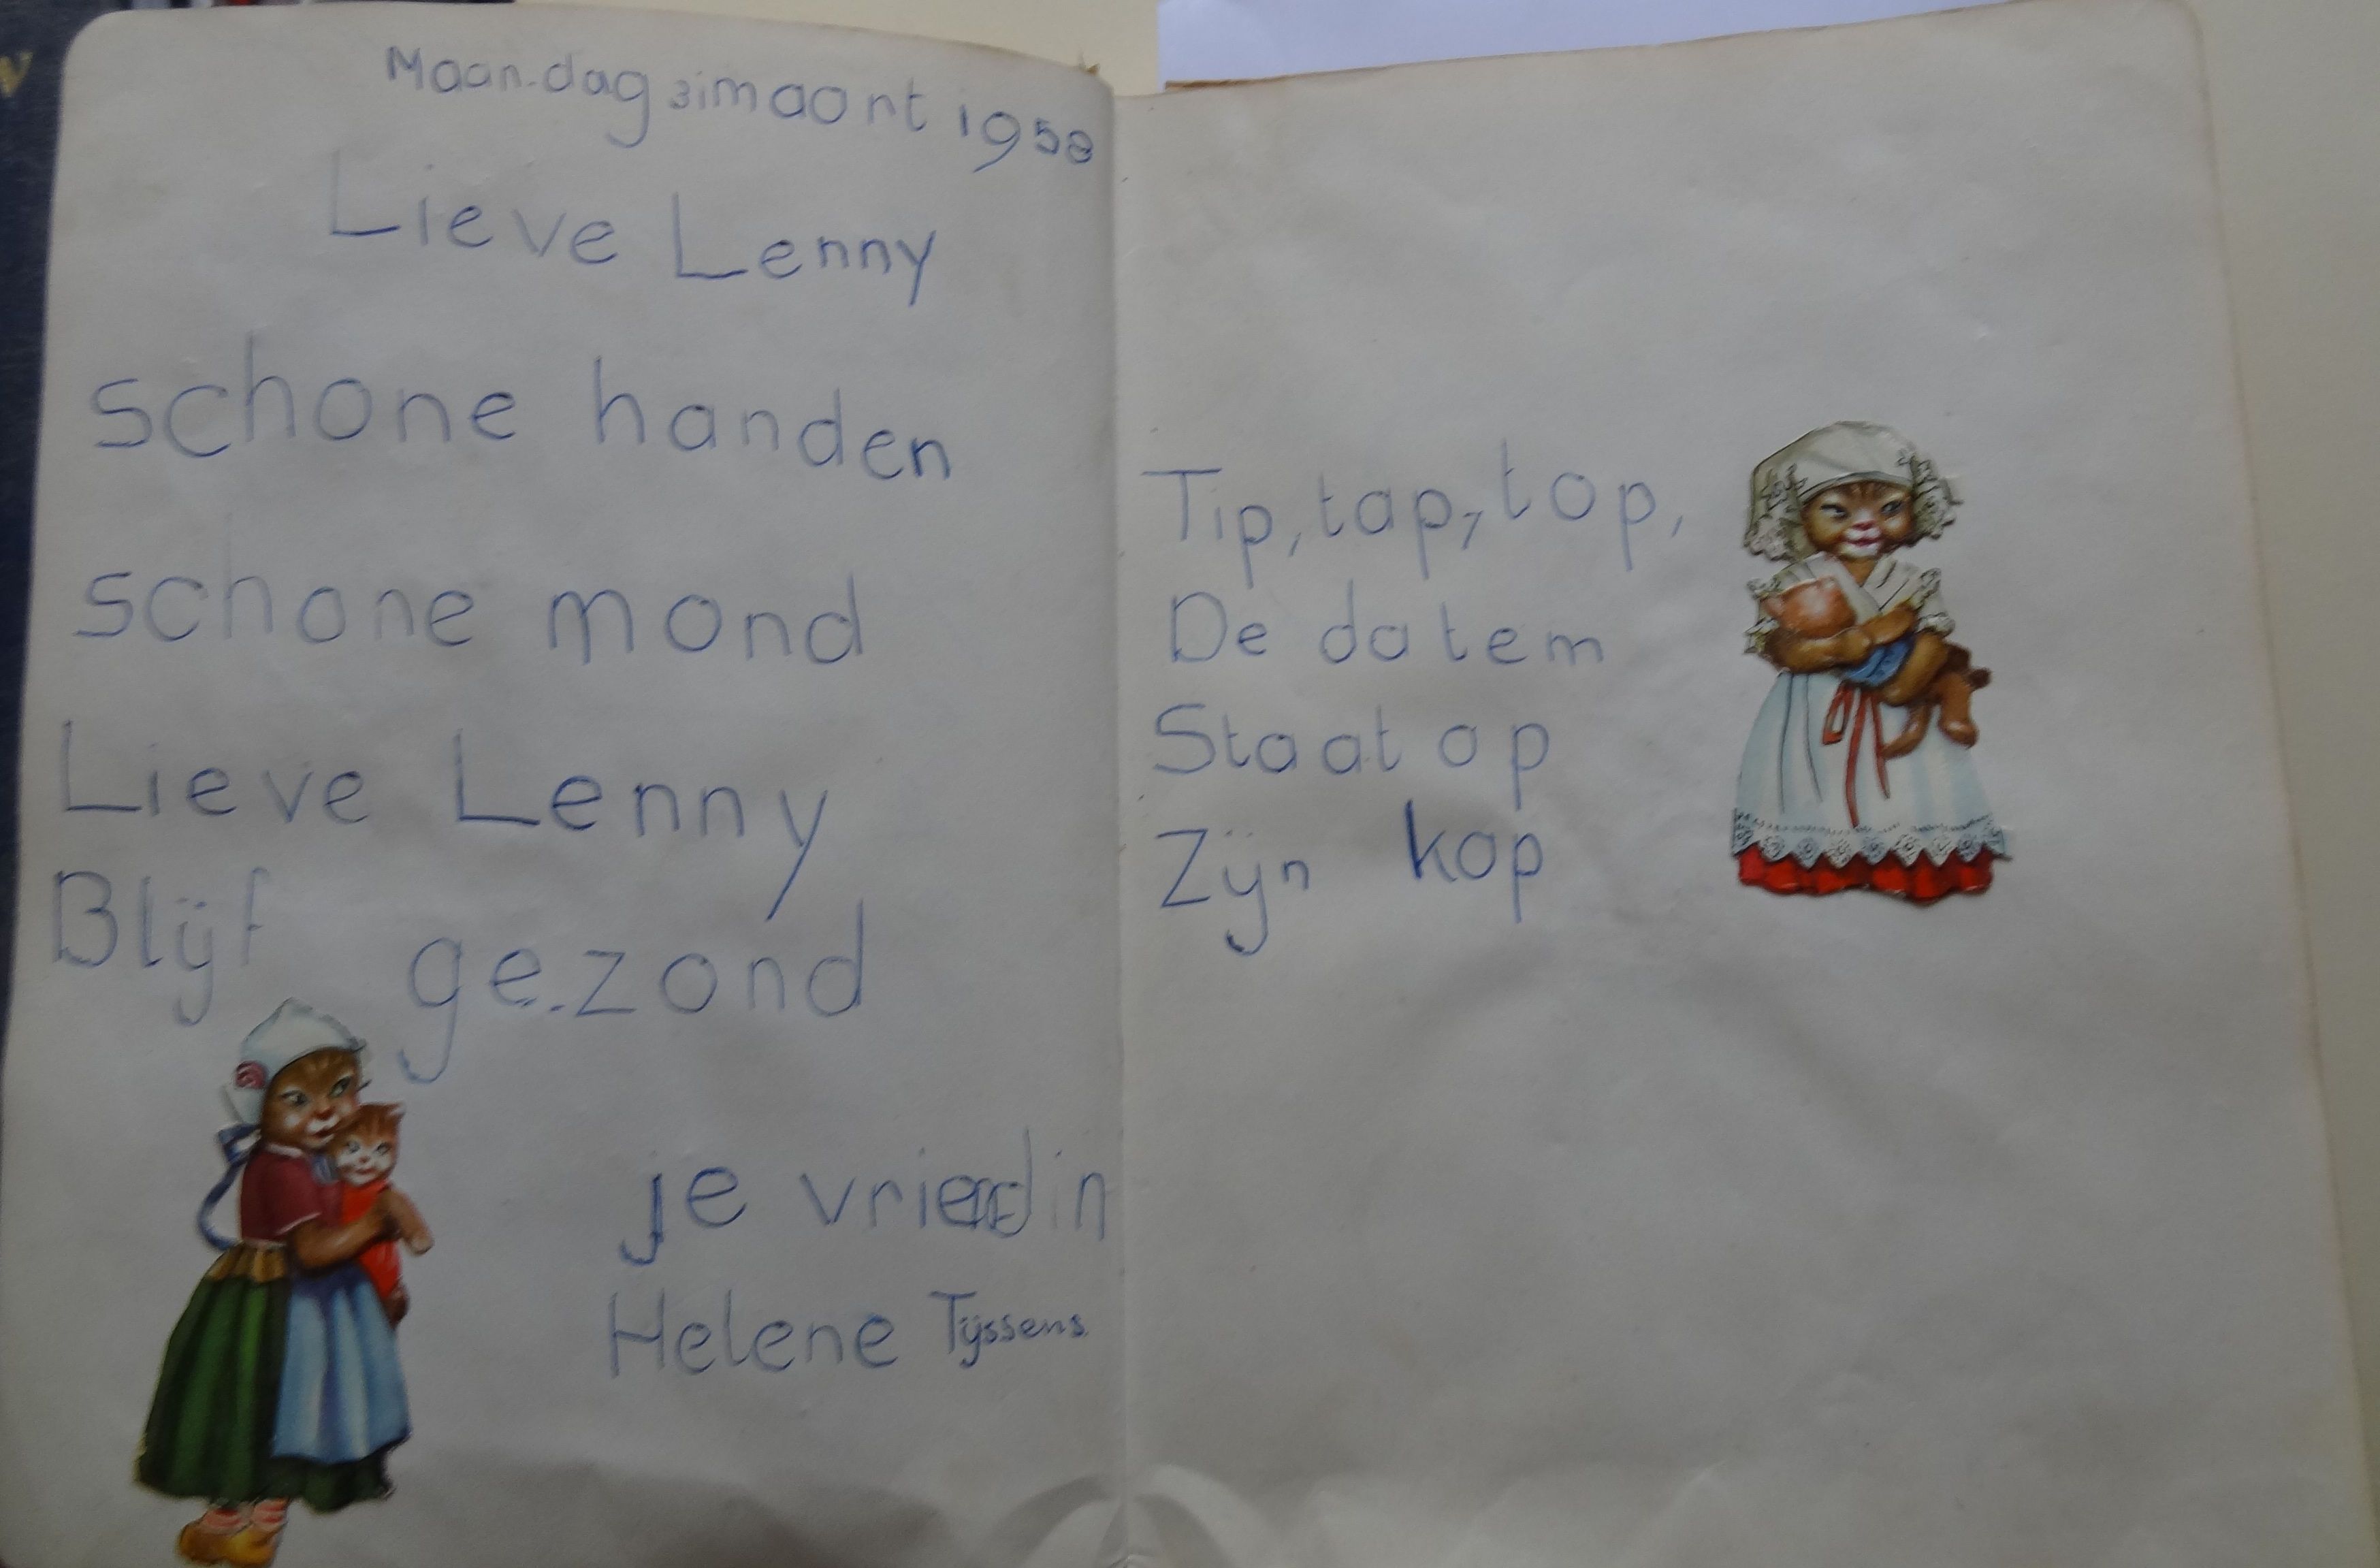 Maan-dag 31 maart 1958
Lieve Lenny
schone handen
schone mond
Lieve Lenny
Blijf gezond
je vriendin
Helene Tijssens.
Tip, tap, top,
De datem
Staat op
Zijn kop